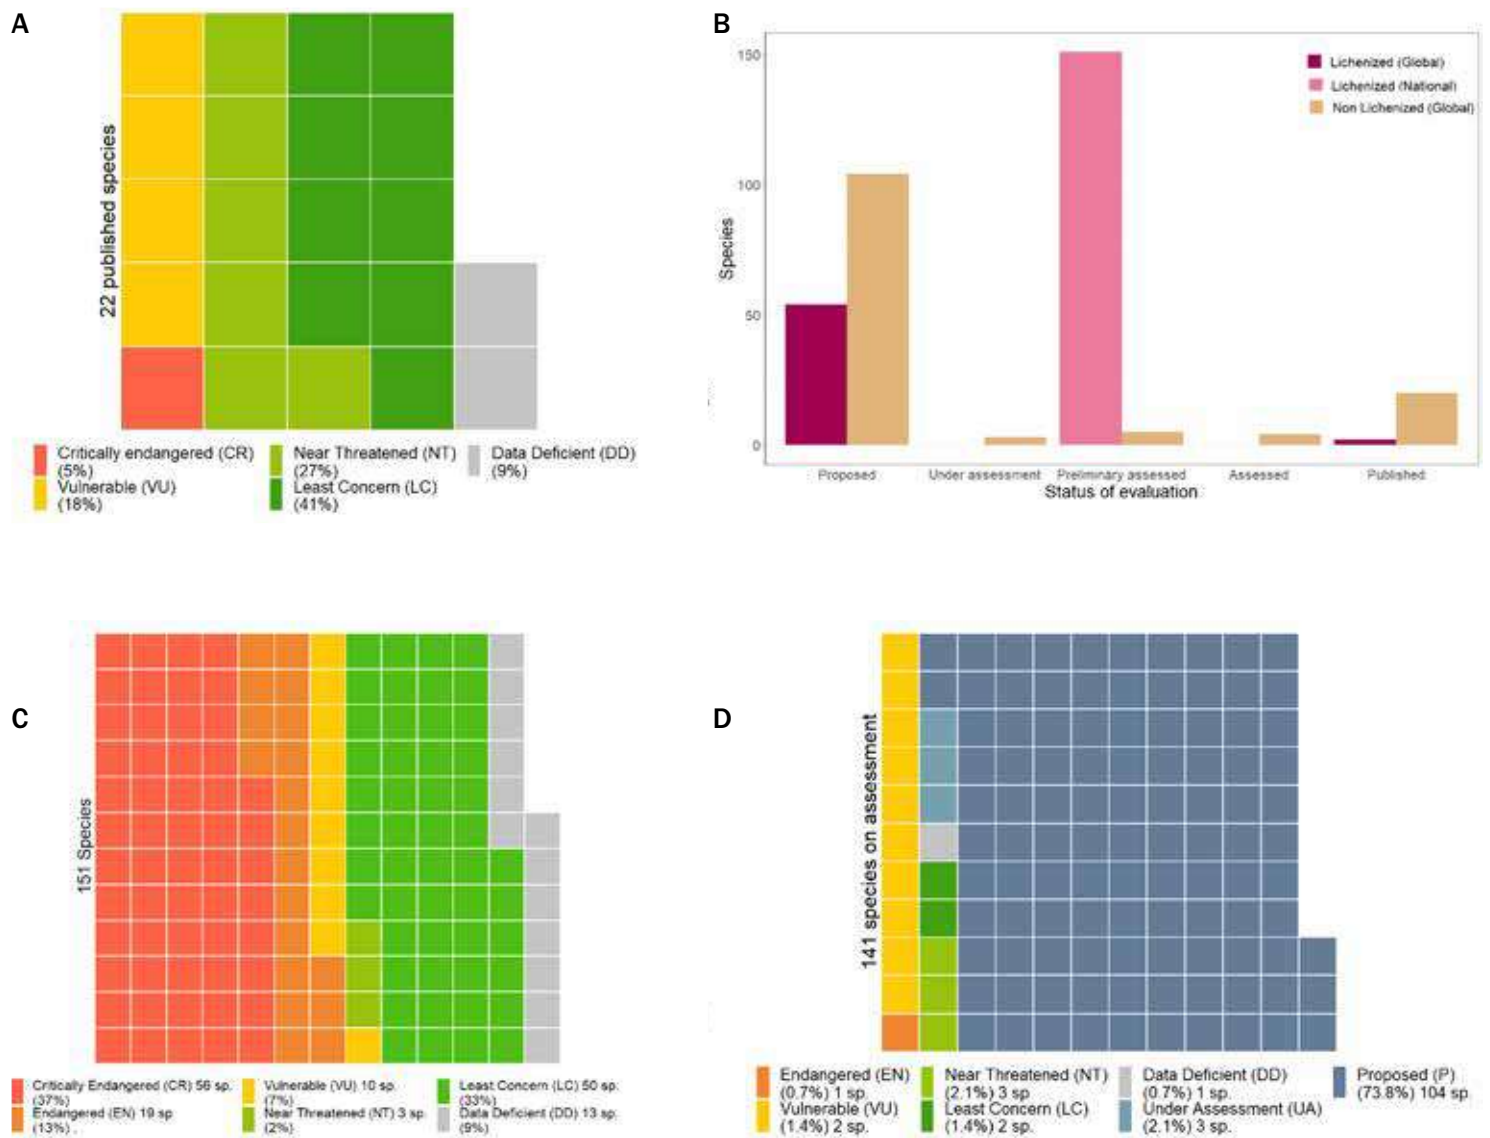 A
22 published species
Critically endangered (CR)
(5%)
Vulnerable (VU)
(18%)
Near Threatened (NT)
(27%)
Least Concern (LC)
(41%)
Data Deficient (DD)
(9%)
B
Species
150
100
50
0
Lichenized (Global)
Lichenized (National)
Non Lichenized (Global)
Proposed
Under assessment
Preliminary assessed
Assessed
Published
Status of evaluation
C
151 Species
Critically Endangered (CR) 56 sp.
(37%)
Endangered (EN) 19 sp
(13%) .
Vulnerable (VU) 10 sp.
(7%)
Near Threatened (NT) 3 sp.
(2%)
Least Concern (LC) 50 sp.
(33%)
Data Deficient (DD) 13 sp.
(9%)
D
141 species on assessment
Endangered (EN)
(0.7%) 1 sp.
Vulnerable (VU)
(1.4%) 2 sp.
Near Threatened (NT)
(2.1%) 3 sp
Least Concern (LC)
(1.4%) 2 sp.
Data Deficient (DD)
(0.7%) 1 sp.
Under Assessment (UA)
(2.1%) 3 sp.
Proposed (P)
(73.8%) 104 sp.